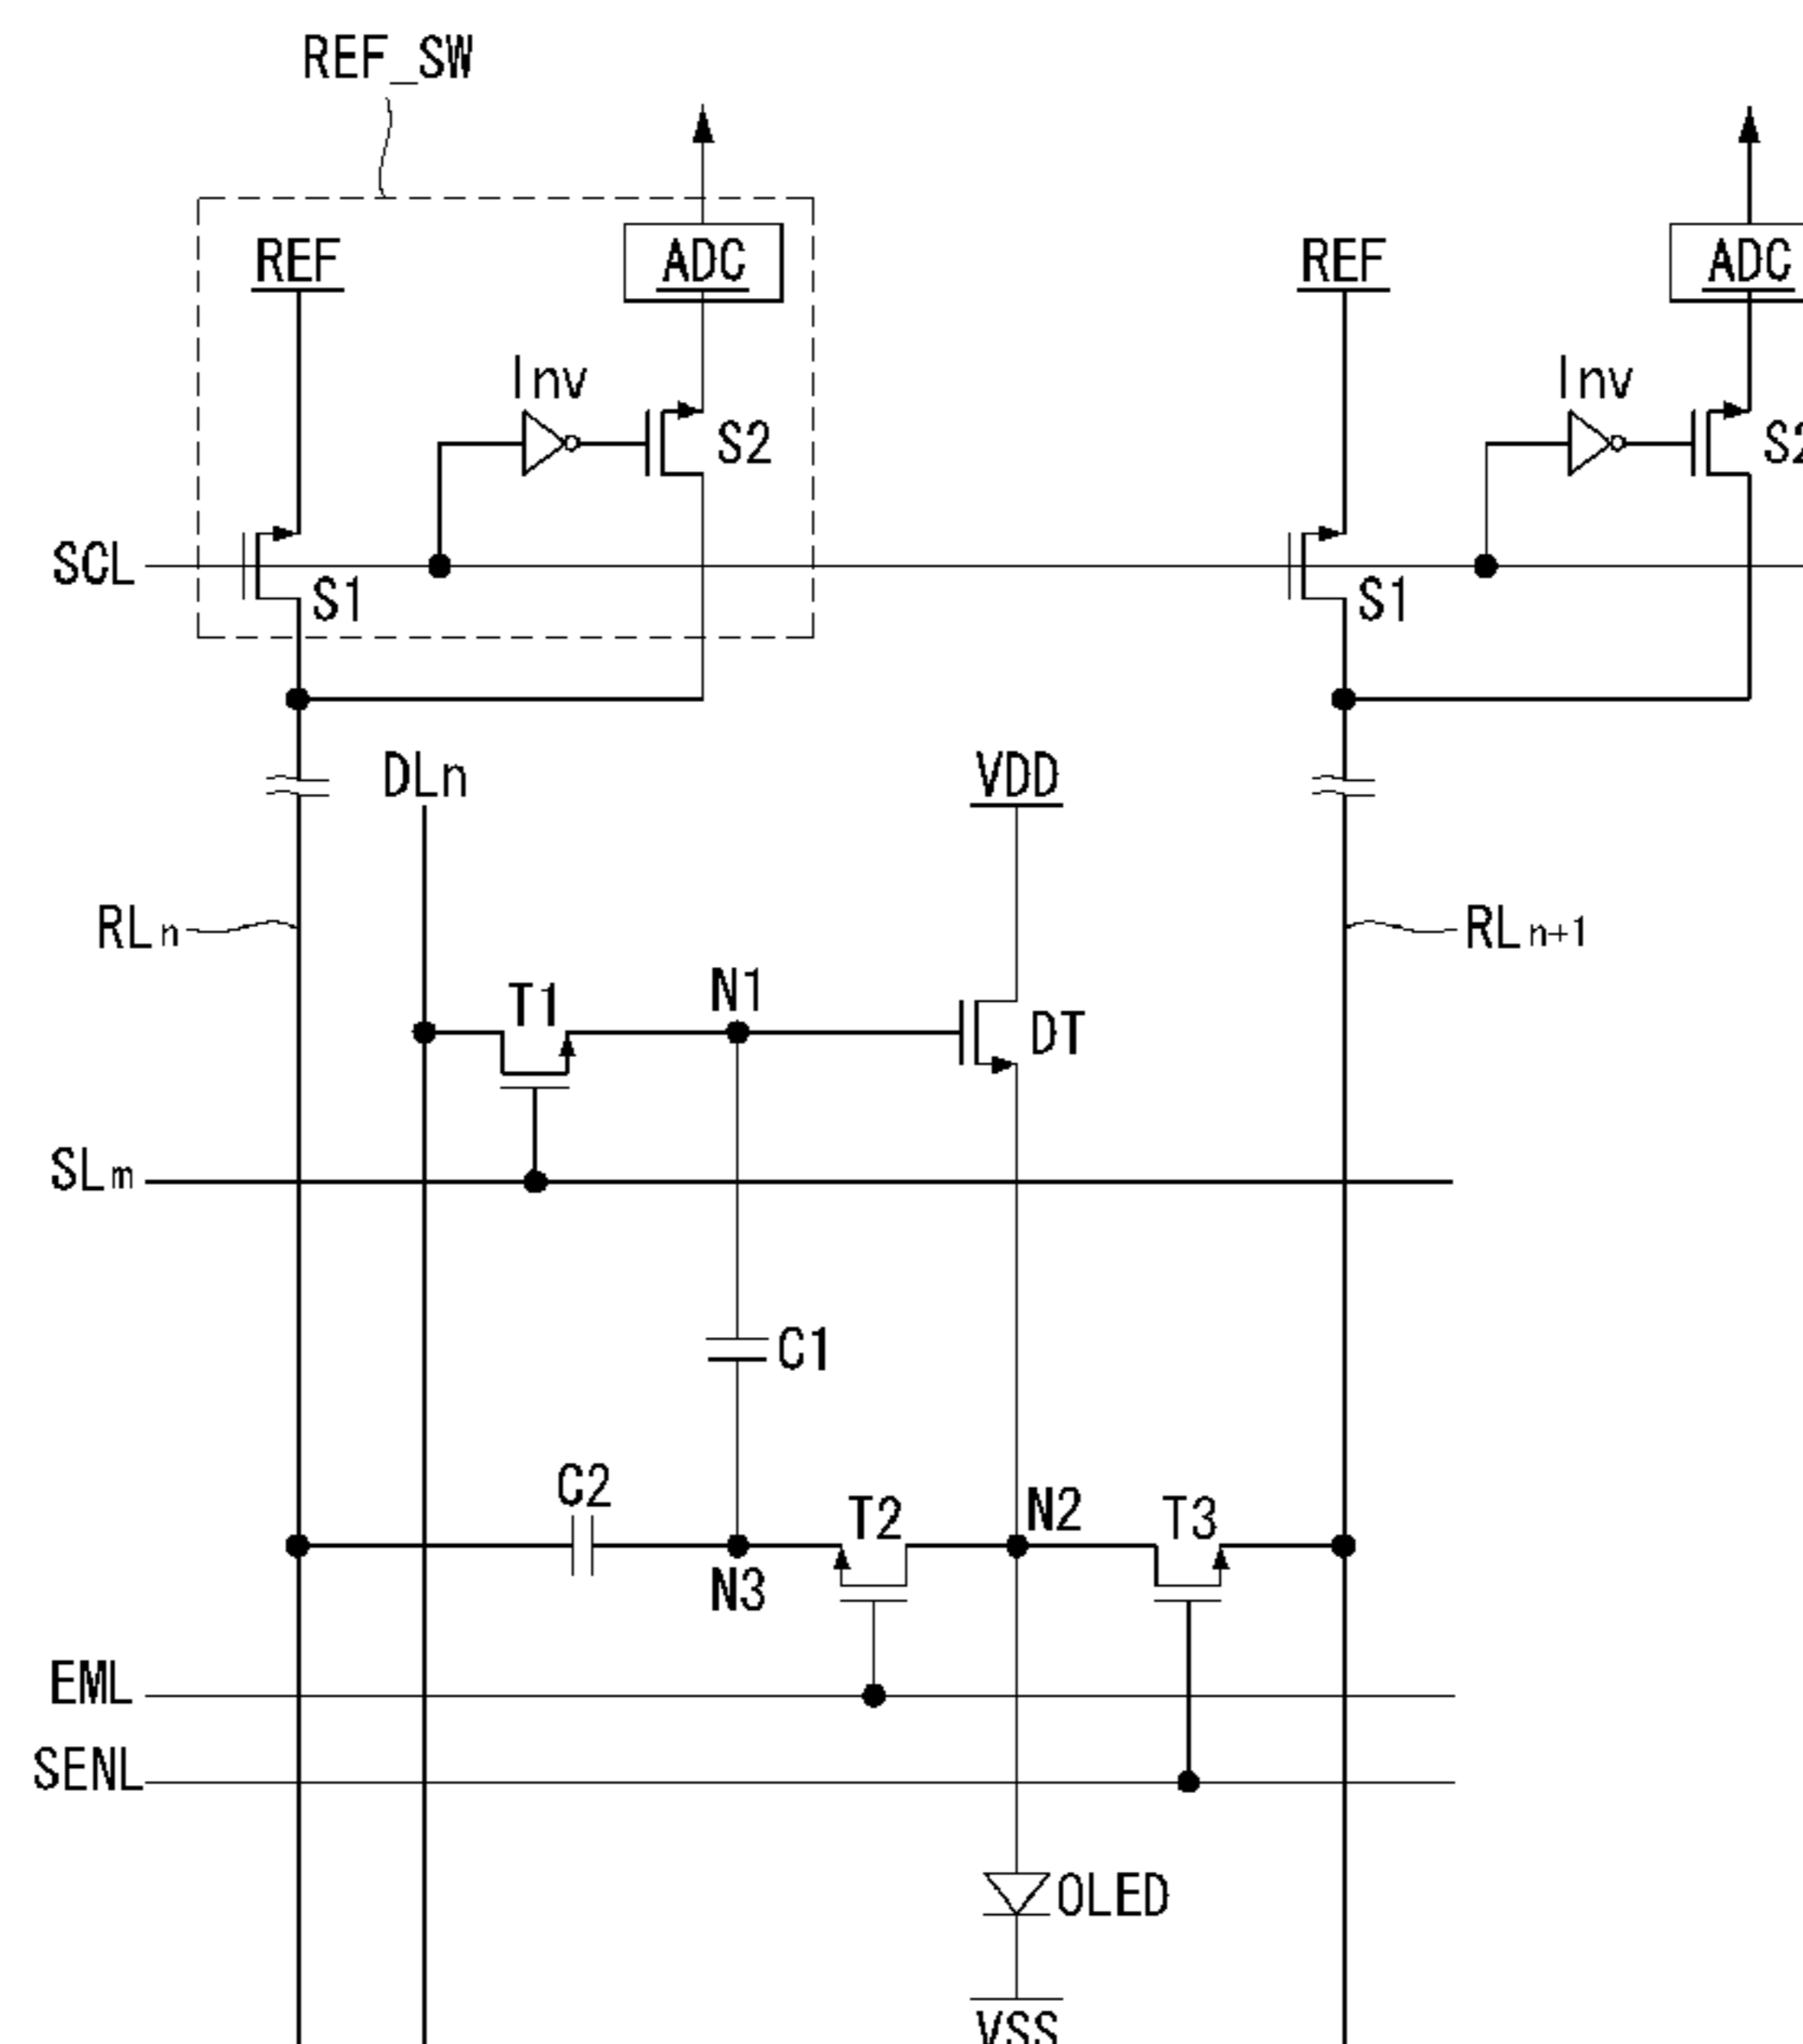 REF_SW
REF ADC REF ADC
Inv Inv
S2 S2
SCL S1 S1
DLn VDD
RLn RLn+1
T1 N1 DT
SLm
C1
C2 T2 N2 T3
N3
EML
SENL
OLED
VSS